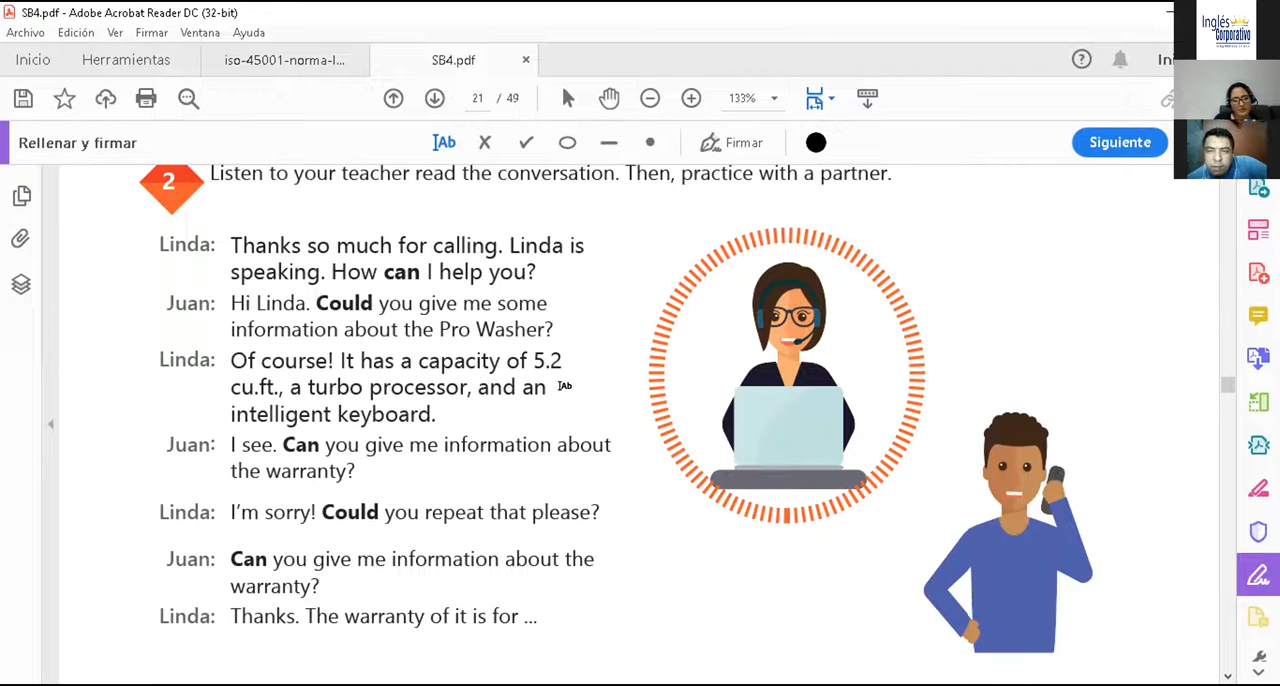 SB4.pdf - Adobe Acrobat Reader DC (32-bit)
Archivo Edición Ver Firmar Ventana Ayuda
Inicio Herramientas iso-45001-norma-I... SB4.pdf ×
21 / 49 133%
Rellenar y firmar Ab Firmar Siguiente
Inglés
Corporativo
2 Listen to your teacher read the conversation. Then, practice with a partner.
Linda: Thanks so much for calling. Linda is
speaking. How can I help you?
Juan: Hi Linda. Could you give me some
information about the Pro Washer?
Linda: Of course! It has a capacity of 5.2
cu.ft., a turbo processor, and an
intelligent keyboard.
Juan: I see. Can you give me information about
the warranty?
Linda: I'm sorry! Could you repeat that please?
Juan: Can you give me information about the
warranty?
Linda: Thanks. The warranty of it is for ...